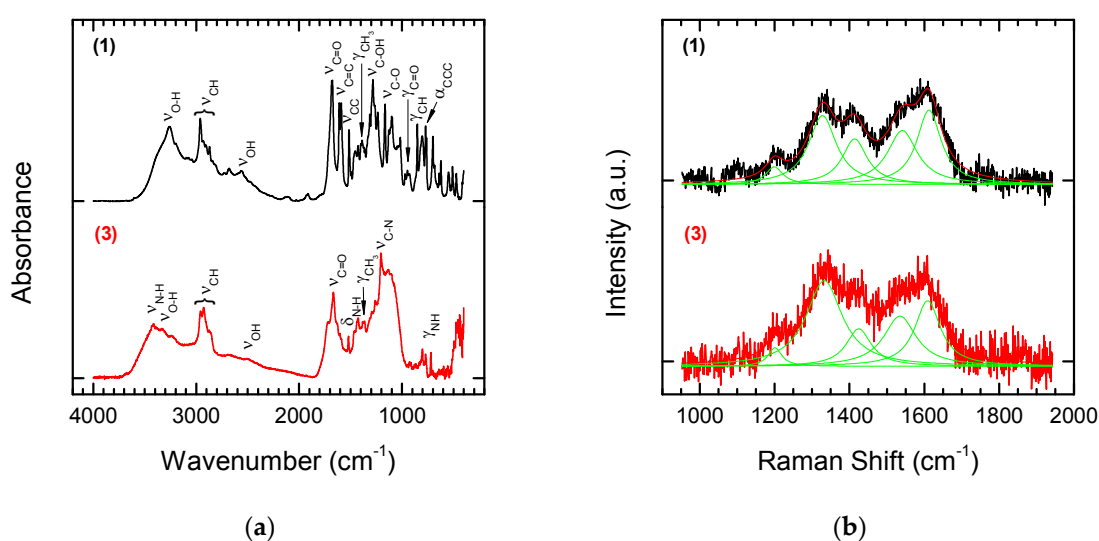 (1)
ν_O-H
ν_CH
ν_OH
ν_C=O
ν_C=C
ν_CC
γ_CH₃
ν_C-OH
ν_C-O
γ_C=O
γ_CH
α_CCC
(3)
ν_N-H
ν_O-H
ν_CH
ν_OH
ν_C=O
δ_N-H
γ_CH₃
ν_C-N
γ_NH
Absorbance
4000 3000 2000 1000
Wavenumber (cm⁻¹)
(a)
(1)
(3)
Intensity (a.u.)
1000 1200 1400 1600 1800 2000
Raman Shift (cm⁻¹)
(b)